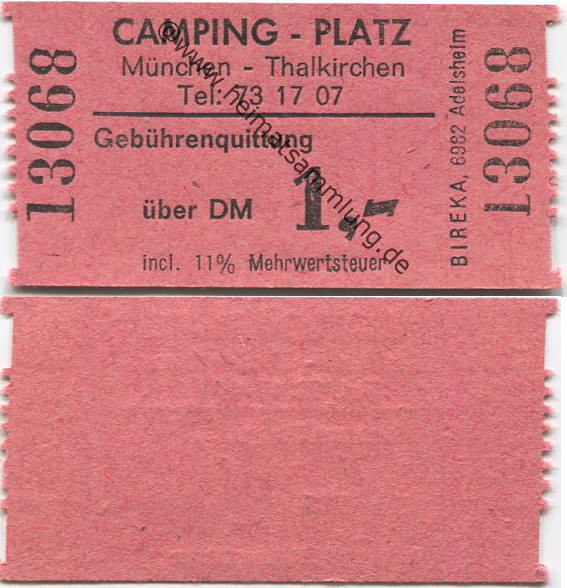 CAMPING - PLATZ
München - Thalkirchen
Tel: 73 17 07
Gebührenquittung
über DM 1,-
incl. 11% Mehrwertsteuer
13068
13068
BIREKA, 6962 Adelsheim
©www.heimatsammlung.de